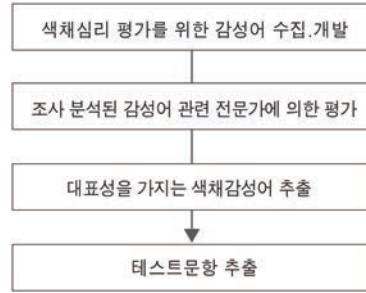 색채심리 평가를 위한 감성어 수집.개발
조사 분석된 감성어 관련 전문가에 의한 평가
대표성을 가지는 색채감성어 추출
테스트문항 추출